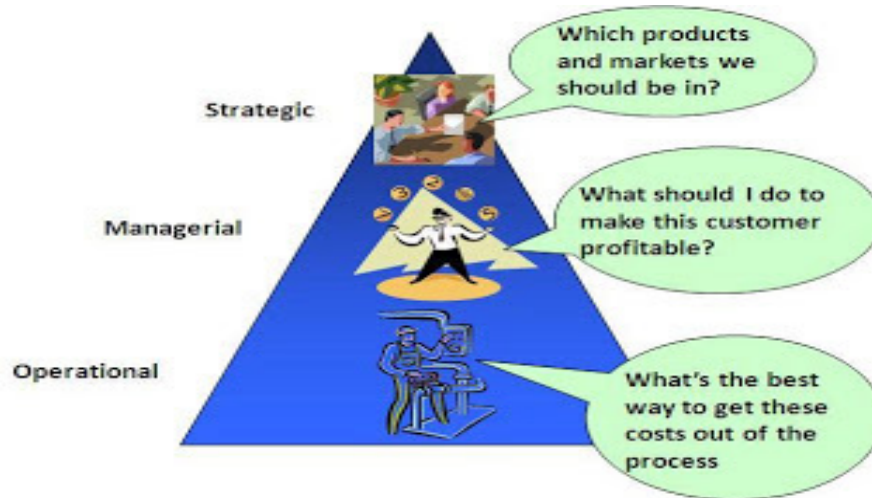 Which products
and markets we
should be in?
Strategic
What should I do to
make this customer
profitable?
Managerial
Operational
What's the best
way to get these
costs out of the
process